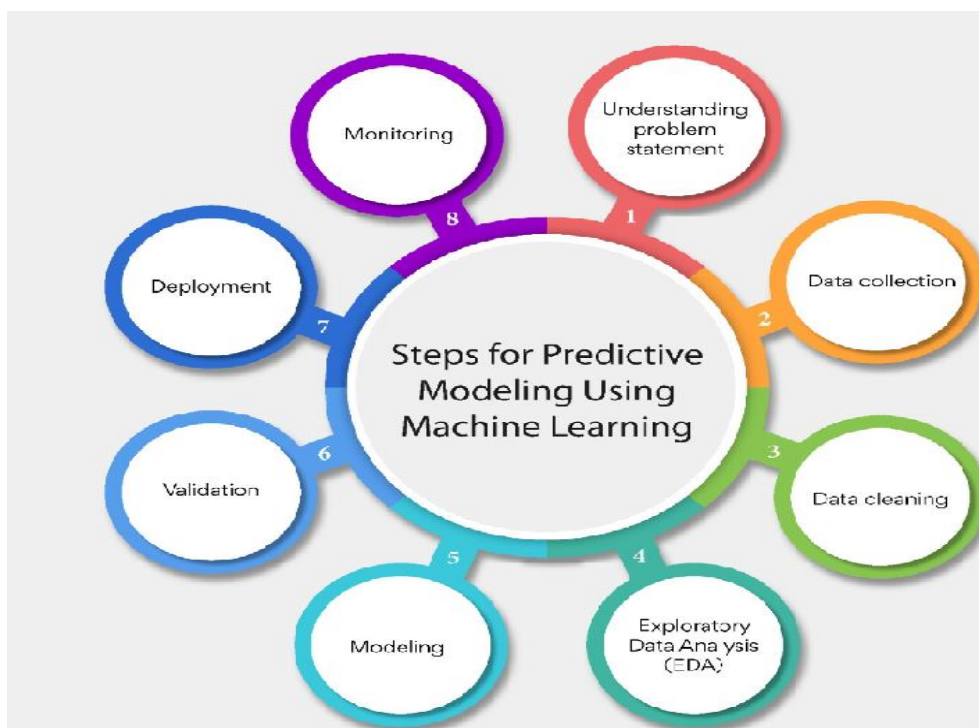 Steps for Predictive
Modeling Using
Machine Learning
1
Understanding
problem
statement
2
Data collection
3
Data cleaning
4
Exploratory
Data Analysis
(EDA)
5
Modeling
6
Validation
7
Deployment
8
Monitoring